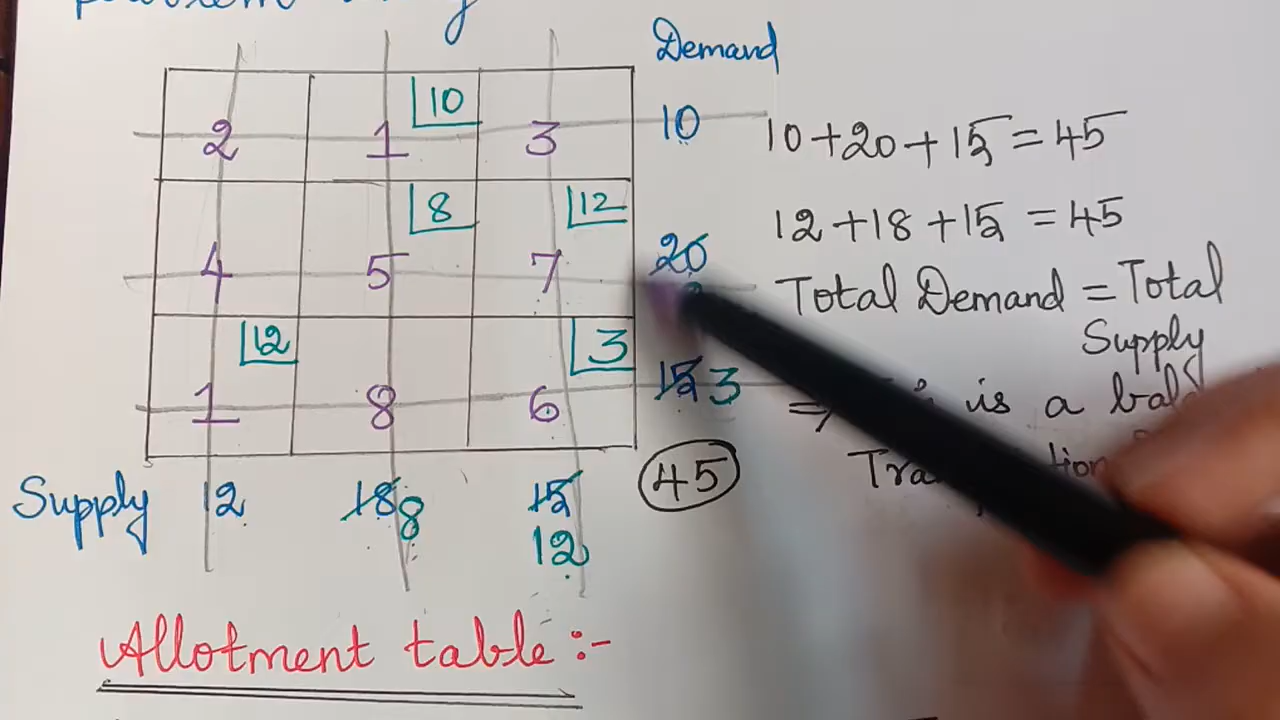 problem
Demand
2 1 10 3 10
10+20+15=45
4 5 8 7 12 20
12+18+15=45
Total Demand = Total
Supply
1 12 8 6 3 15 3
⇒ is a
45
Supply 12 18 8 15
12
Allotment table :-